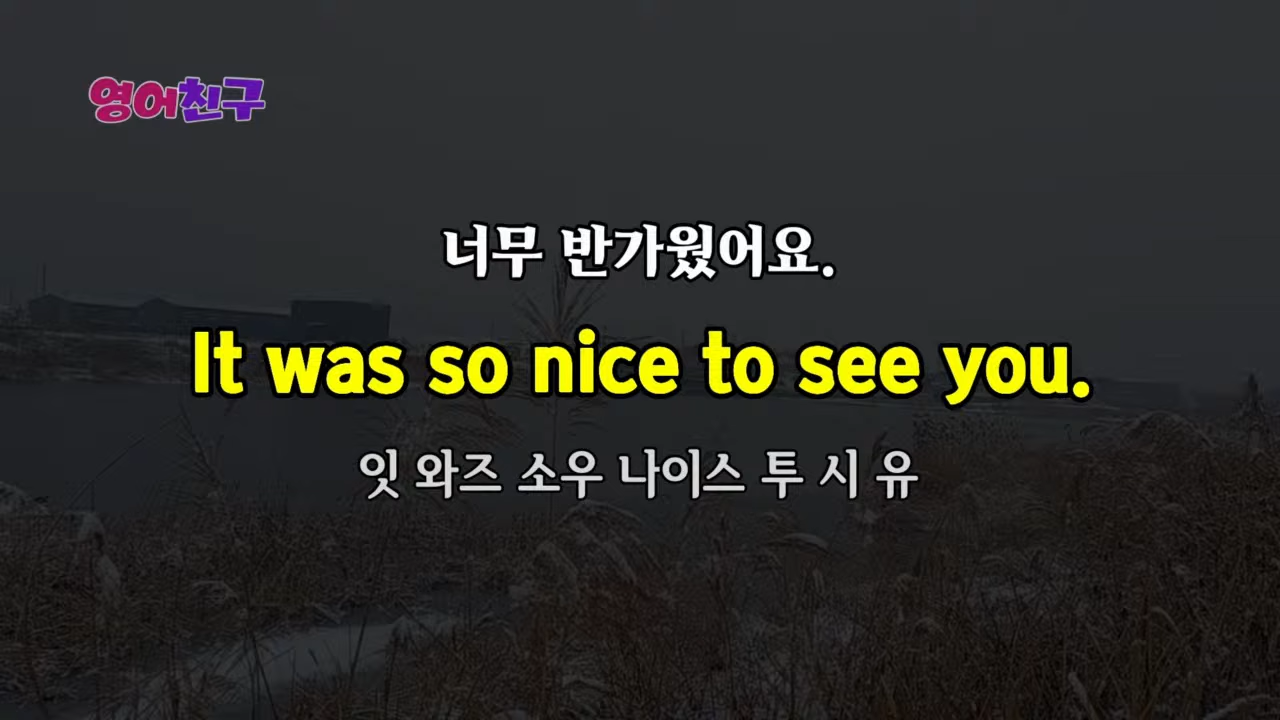 영어친구
너무 반가웠어요.
It was so nice to see you.
잇 와즈 소우 나이스 투 시 유